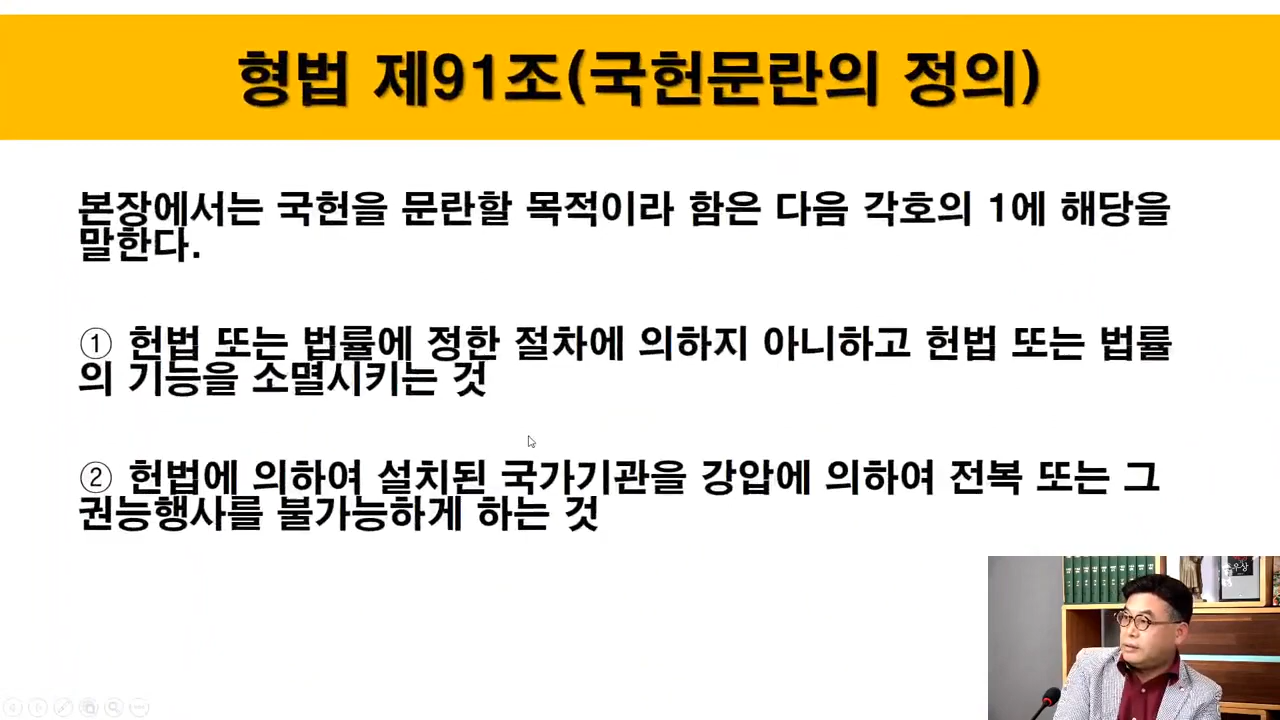 형법 제91조(국헌문란의 정의)
본장에서는 국헌을 문란할 목적이라 함은 다음 각호의 1에 해당을
말한다.
① 헌법 또는 법률에 정한 절차에 의하지 아니하고 헌법 또는 법률
의 기능을 소멸시키는 것
② 헌법에 의하여 설치된 국가기관을 강압에 의하여 전복 또는 그
권능행사를 불가능하게 하는 것
우상